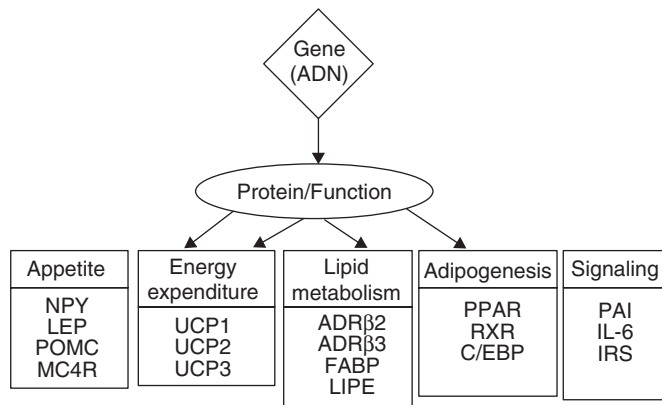 Gene
(ADN)
Protein/Function
Appetite
NPY
LEP
POMC
MC4R
Energy
expenditure
UCP1
UCP2
UCP3
Lipid
metabolism
ADRβ2
ADRβ3
FABP
LIPE
Adipogenesis
PPAR
RXR
C/EBP
Signaling
PAI
IL-6
IRS